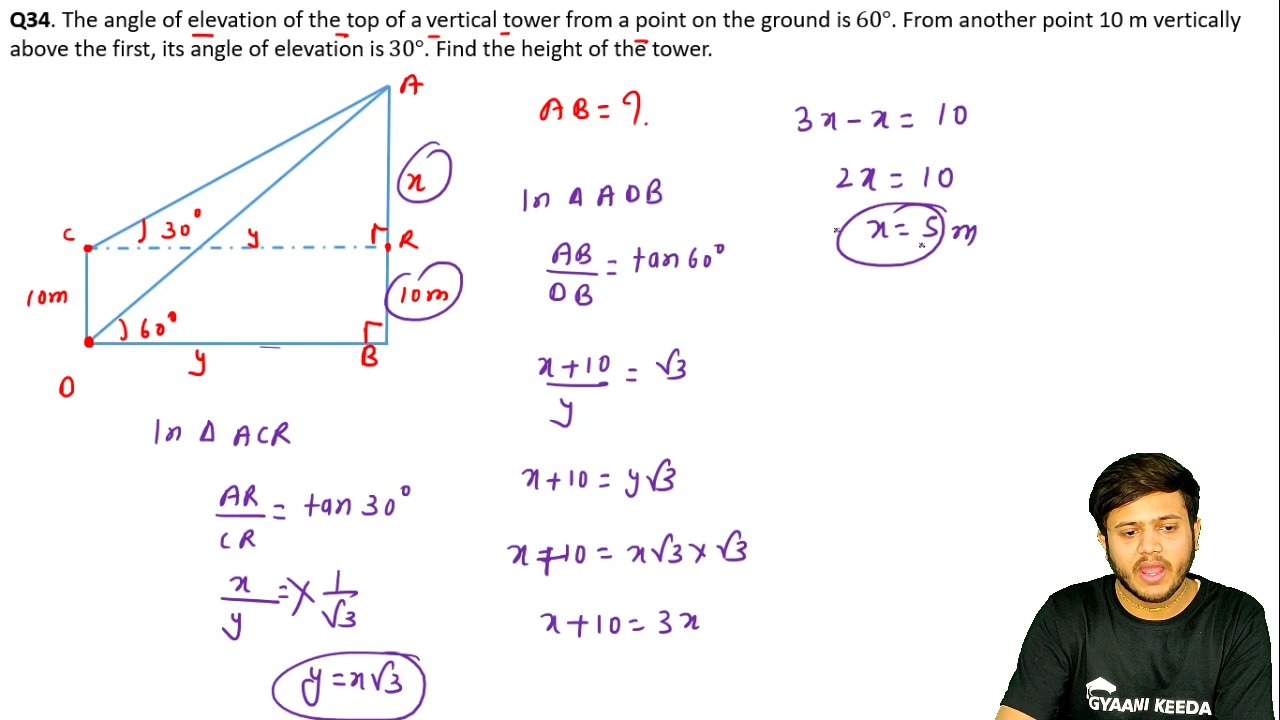 Q34. The angle of elevation of the top of a vertical tower from a point on the ground is 60°. From another point 10 m vertically
above the first, its angle of elevation is 30°. Find the height of the tower.
A
AB = ?
x
C
30°
y
R
10m
10m
60°
y
B
O
In Δ ACR
AR/CR = tan 30°
x/y = 1/√3
y = x√3
In Δ AOB
AB/OB = tan 60°
x+10/y = √3
x+10 = y√3
x+10 = x√3 × √3
x+10 = 3x
3x - x = 10
2x = 10
x = 5 m
GYAANI KEEDA